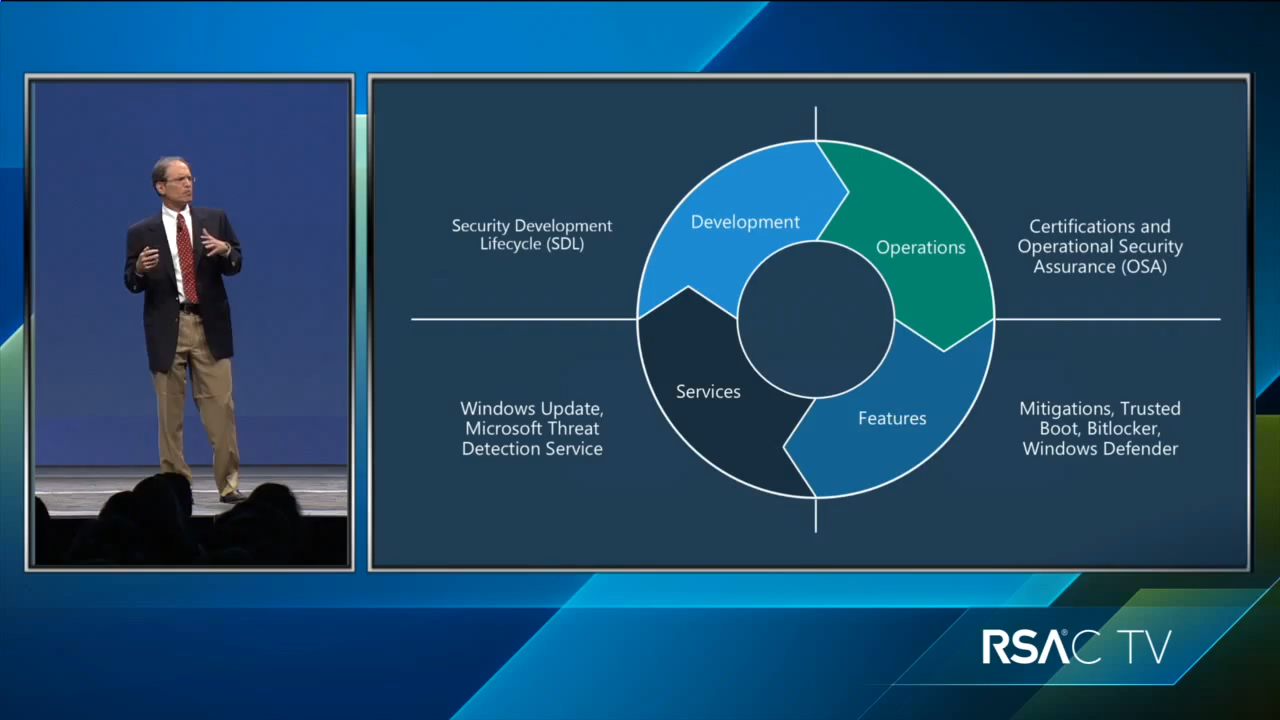 Security Development
Lifecycle (SDL)
Development
Operations
Certifications and
Operational Security
Assurance (OSA)
Windows Update,
Microsoft Threat
Detection Service
Services
Features
Mitigations, Trusted
Boot, Bitlocker,
Windows Defender
RSA®C TV